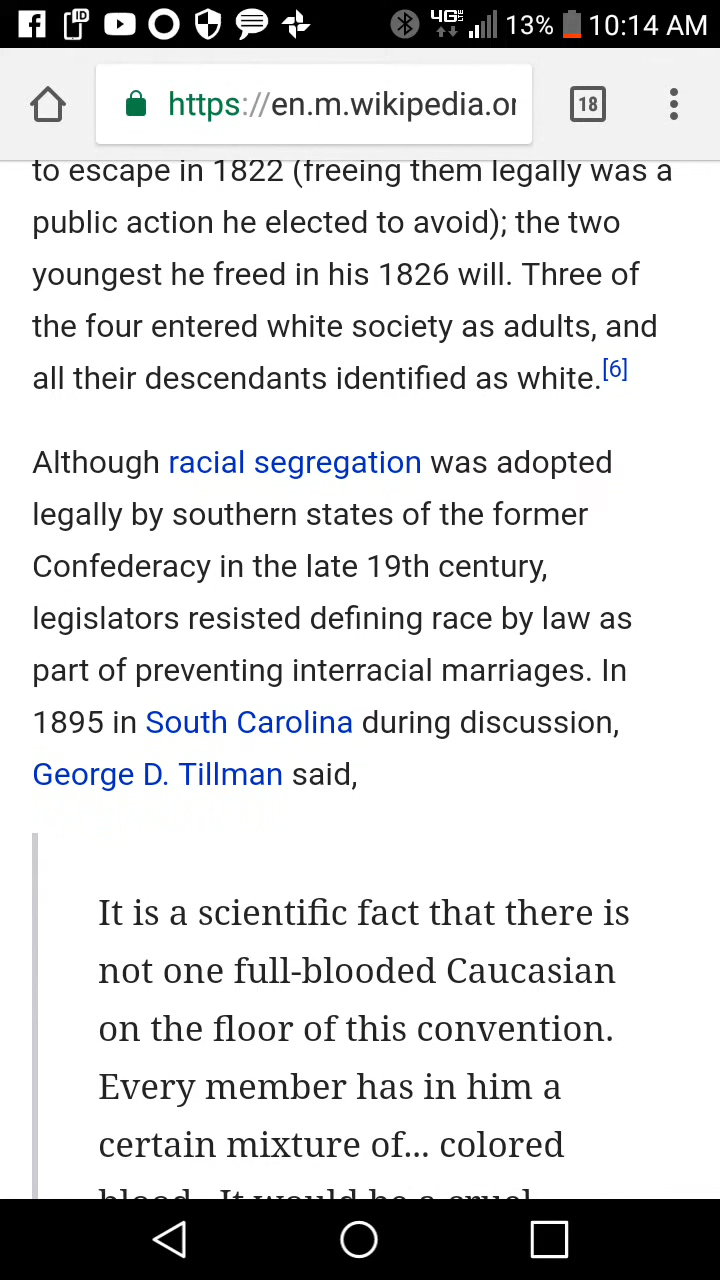 13% 10:14 AM
https://en.m.wikipedia.or
18
to escape in 1822 (freeing them legally was a
public action he elected to avoid); the two
youngest he freed in his 1826 will. Three of
the four entered white society as adults, and
all their descendants identified as white.[6]
Although racial segregation was adopted
legally by southern states of the former
Confederacy in the late 19th century,
legislators resisted defining race by law as
part of preventing interracial marriages. In
1895 in South Carolina during discussion,
George D. Tillman said,
It is a scientific fact that there is
not one full-blooded Caucasian
on the floor of this convention.
Every member has in him a
certain mixture of... colored
blood...It would be a cruel